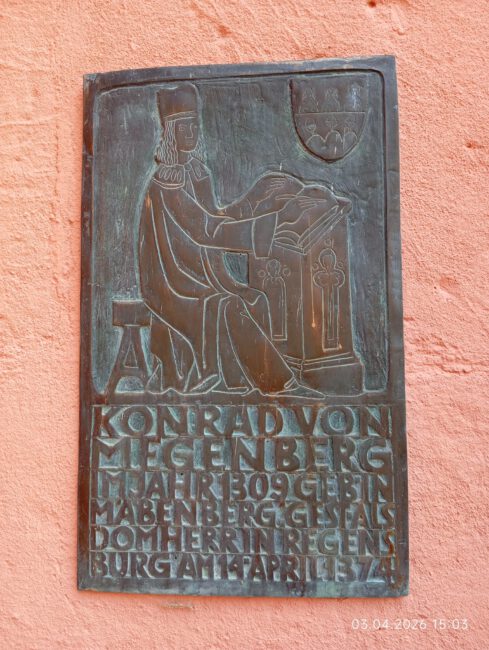 KONRAD VON
MEGENBERG
IM JAHR 1309 GEB IN
MABENBERG. GEST ALS
DOMHERR IN REGENS
BURG AM 14 APRIL 1374
03.04.2026 15:03